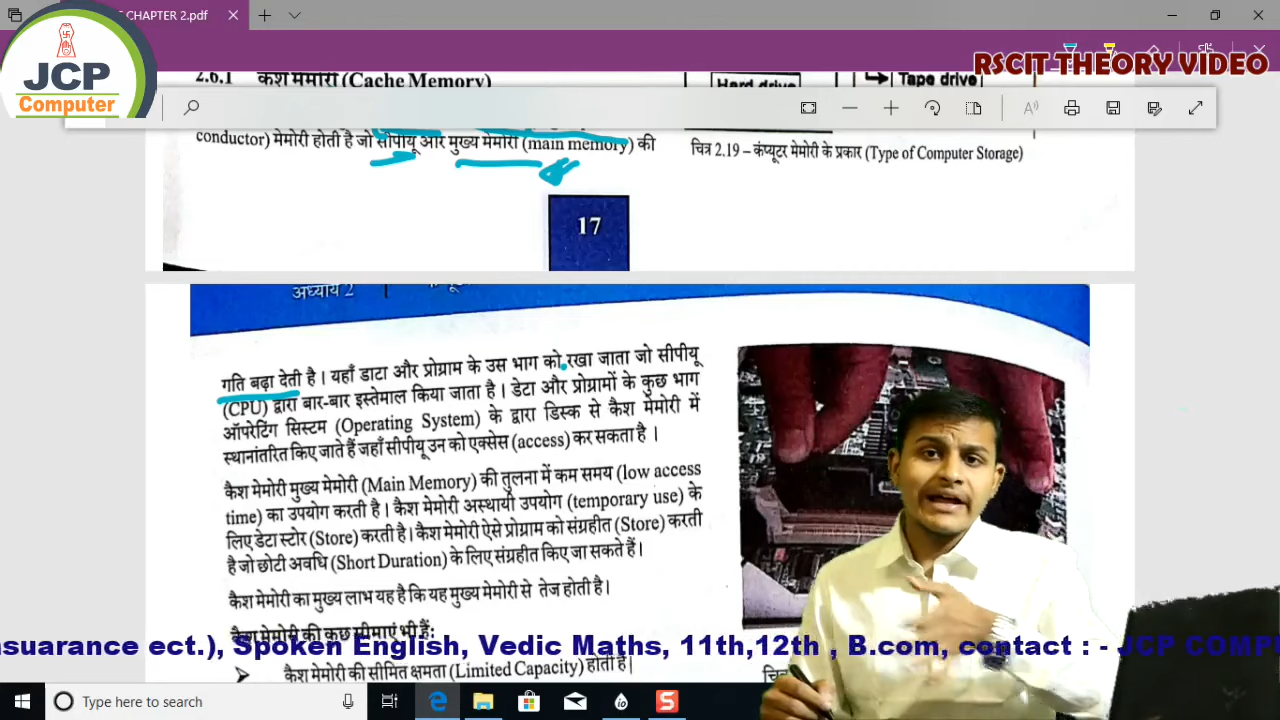 CHAPTER 2.pdf
JCP
Computer
RSCIT THEORY VIDEO
2.6.1 कैश मेमोरी (Cache Memory)
Hard drive
Tape drive
conductor) मेमोरी होती है जो सीपीयू और मुख्य मेमोरी (main memory) की
चित्र 2.19 – कंप्यूटर मेमोरी के प्रकार (Type of Computer Storage)
17
अध्याय 2
गति बढ़ा देती है। यहाँ डाटा और प्रोग्राम के उस भाग को रखा जाता जो सीपीयू
(CPU) द्वारा बार-बार इस्तेमाल किया जाता है। डेटा और प्रोग्रामों के कुछ भाग
ऑपरेटिंग सिस्टम (Operating System) के द्वारा डिस्क से कैश मेमोरी में
स्थानांतरित किए जाते हैं जहाँ सीपीयू उन को एक्सेस (access) कर सकता है ।
कैश मेमोरी मुख्य मेमोरी (Main Memory) की तुलना में कम समय (low access
time) का उपयोग करती है। कैश मेमोरी अस्थायी उपयोग (temporary use) के
लिए डेटा स्टोर (Store) करती है। कैश मेमोरी ऐसे प्रोग्राम को संग्रहीत (Store) करती
है जो छोटी अवधि (Short Duration) के लिए संग्रहीत किए जा सकते हैं।
कैश मेमोरी का मुख्य लाभ यह है कि यह मुख्य मेमोरी से तेज होती है।
कैश मेमोरी की कुछ सीमाएं भी हैं:
nsuarance ect.), Spoken English, Vedic Maths, 11th,12th , B.com, contact : - JCP COMPU
कैश मेमोरी की सीमित क्षमता (Limited Capacity) होती है|
Type here to search